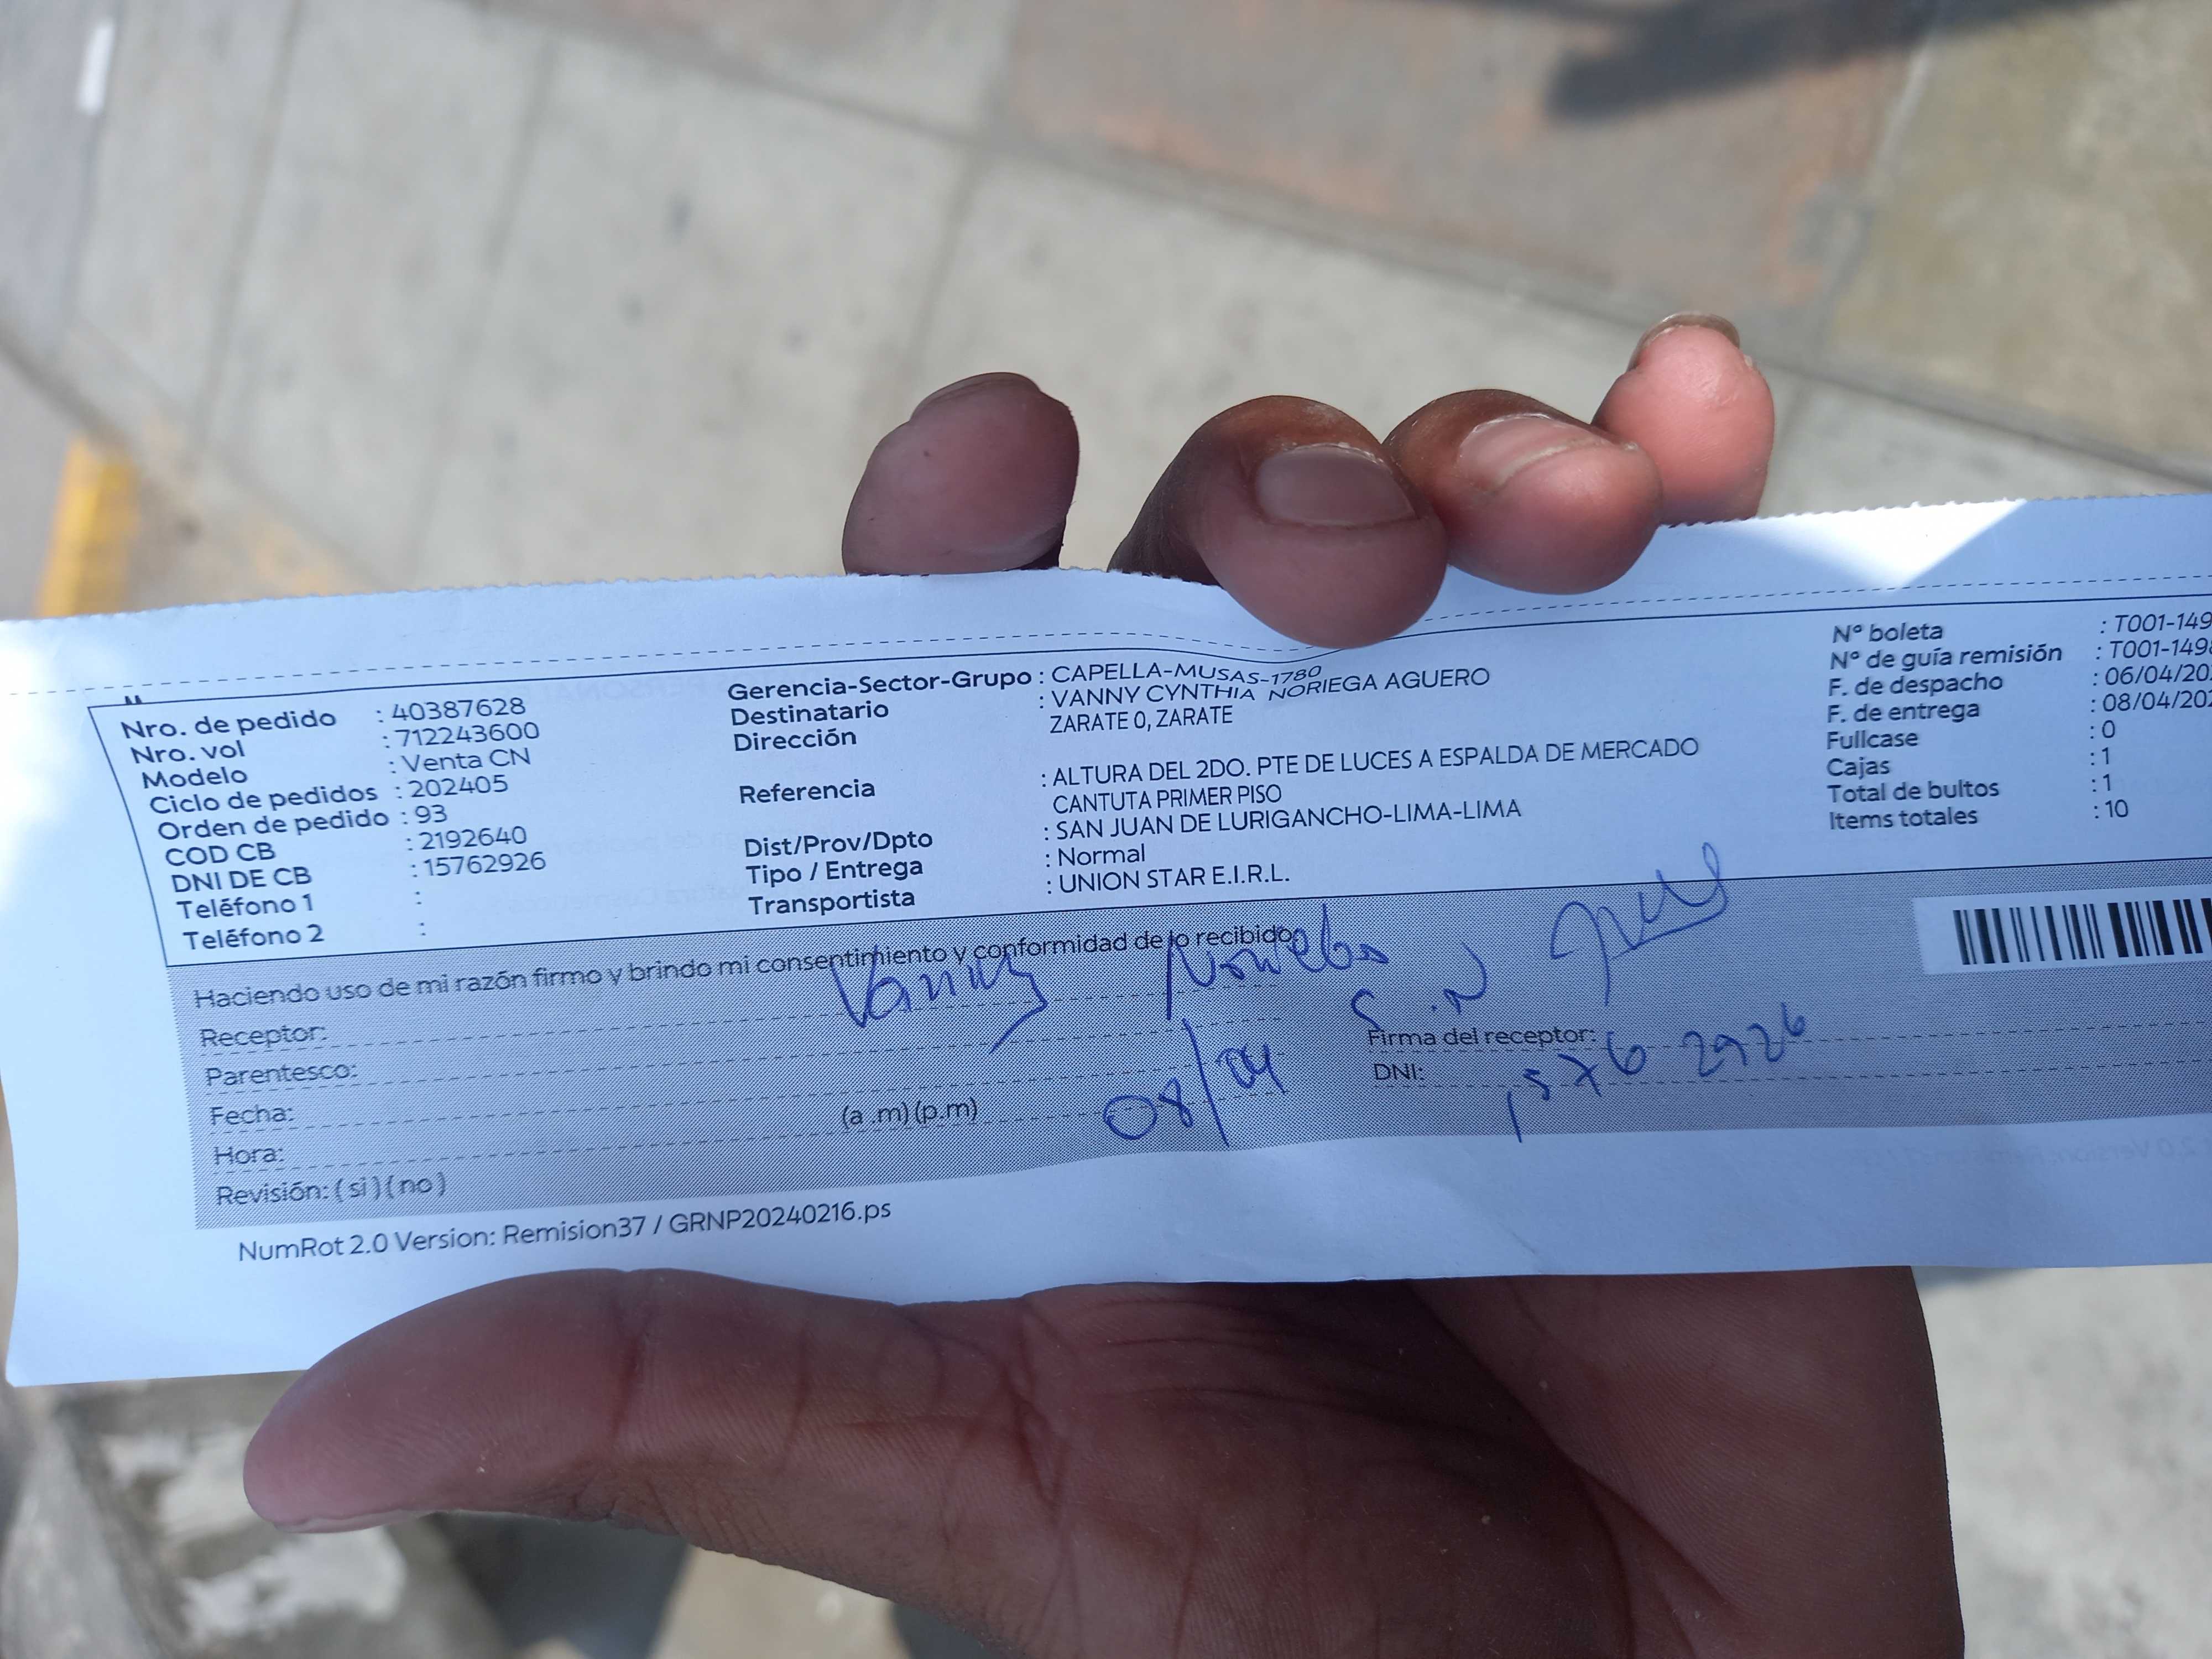 Nro. de pedido : 40387628
Nro. vol : 712243600
Modelo : Venta CN
Ciclo de pedidos : 202405
Orden de pedido : 93
COD CB : 2192640
DNI DE CB : 15762926
Teléfono 1 :
Teléfono 2 :
Gerencia-Sector-Grupo : CAPELLA-MUSAS-1780
Destinatario : VANNY CYNTHIA NORIEGA AGUERO
Dirección ZARATE 0, ZARATE
Referencia : ALTURA DEL 2DO. PTE DE LUCES A ESPALDA DE MERCADO
CANTUTA PRIMER PISO
Dist/Prov/Dpto : SAN JUAN DE LURIGANCHO-LIMA-LIMA
Tipo / Entrega : Normal
Transportista : UNION STAR E.I.R.L.
Nº boleta : T001-149
Nº de guía remisión : T001-149
F. de despacho : 06/04/20
F. de entrega : 08/04/202
Fullcase : 0
Cajas : 1
Total de bultos : 1
Items totales : 10
Haciendo uso de mi razón firmo y brindo mi consentimiento y conformidad de lo recibido
Receptor: Vanny
Parentesco:
Fecha: 08/04
Hora: (a .m) (p.m)
Revisión: ( si ) ( no )
Firma del receptor:
DNI: 15762926
NumRot 2.0 Version: Remision37 / GRNP20240216.ps